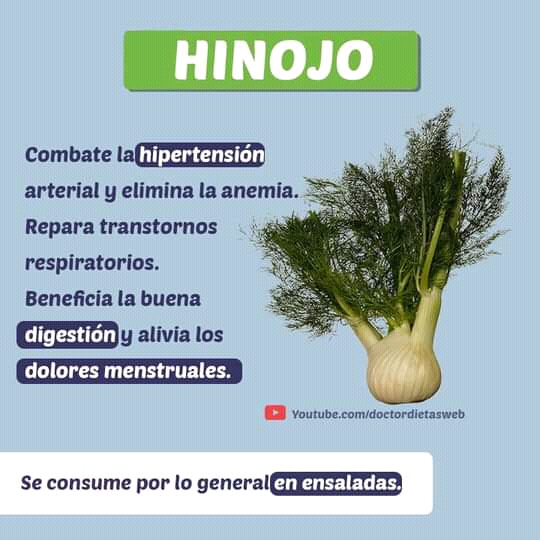 HINOJO
Combate la hipertensión
arterial y elimina la anemia.
Repara transtornos
respiratorios.
Beneficia la buena
digestión y alivia los
dolores menstruales.
Youtube.com/doctordietasweb
Se consume por lo general en ensaladas.